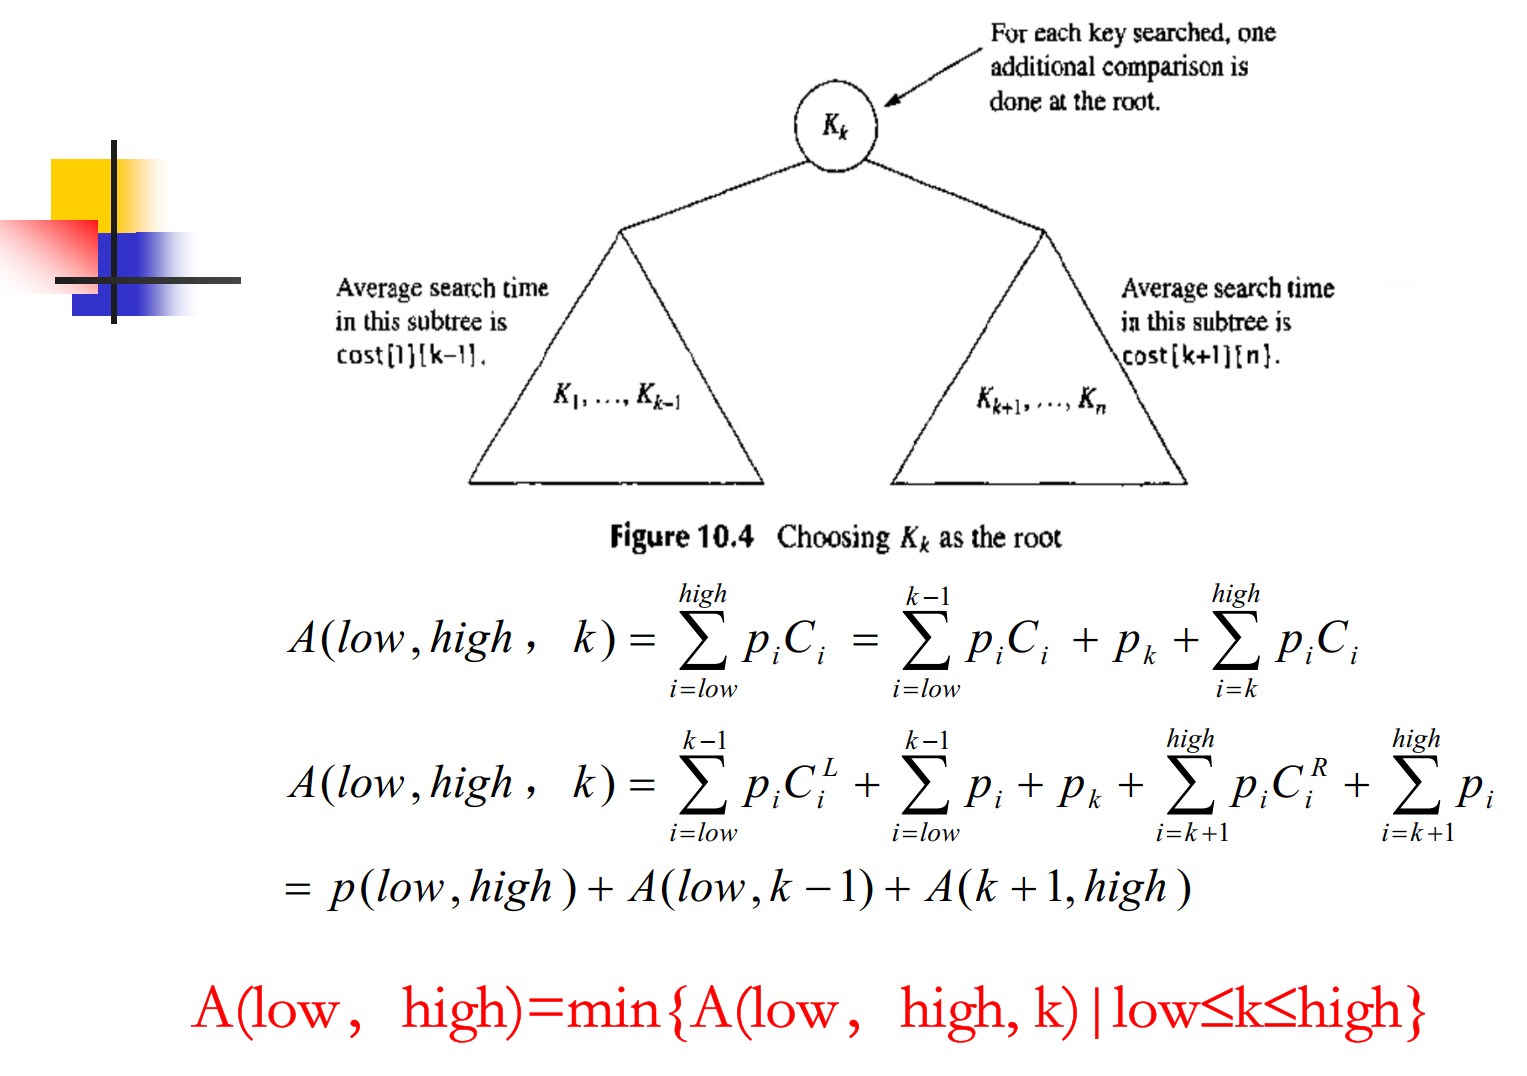 For each key searched, one
additional comparison is
done at the root.
K_k
Average search time
in this subtree is
cost[1][k−1].
K_1, …, K_{k−1}
Average search time
in this subtree is
cost[k+1][n}.
K_{k+1}, …, K_n
Figure 10.4 Choosing K_k as the root
A(low, high， k) = \sum_{i=low}^{high} p_i C_i = \sum_{i=low}^{k−1} p_i C_i + p_k + \sum_{i=k}^{high} p_i C_i
A(low, high， k) = \sum_{i=low}^{k−1} p_i C_i^L + \sum_{i=low}^{k−1} p_i + p_k + \sum_{i=k+1}^{high} p_i C_i^R + \sum_{i=k+1}^{high} p_i
= p(low, high) + A(low, k − 1) + A(k + 1, high)
A(low， high)=min{A(low， high, k)|low≤k≤high}